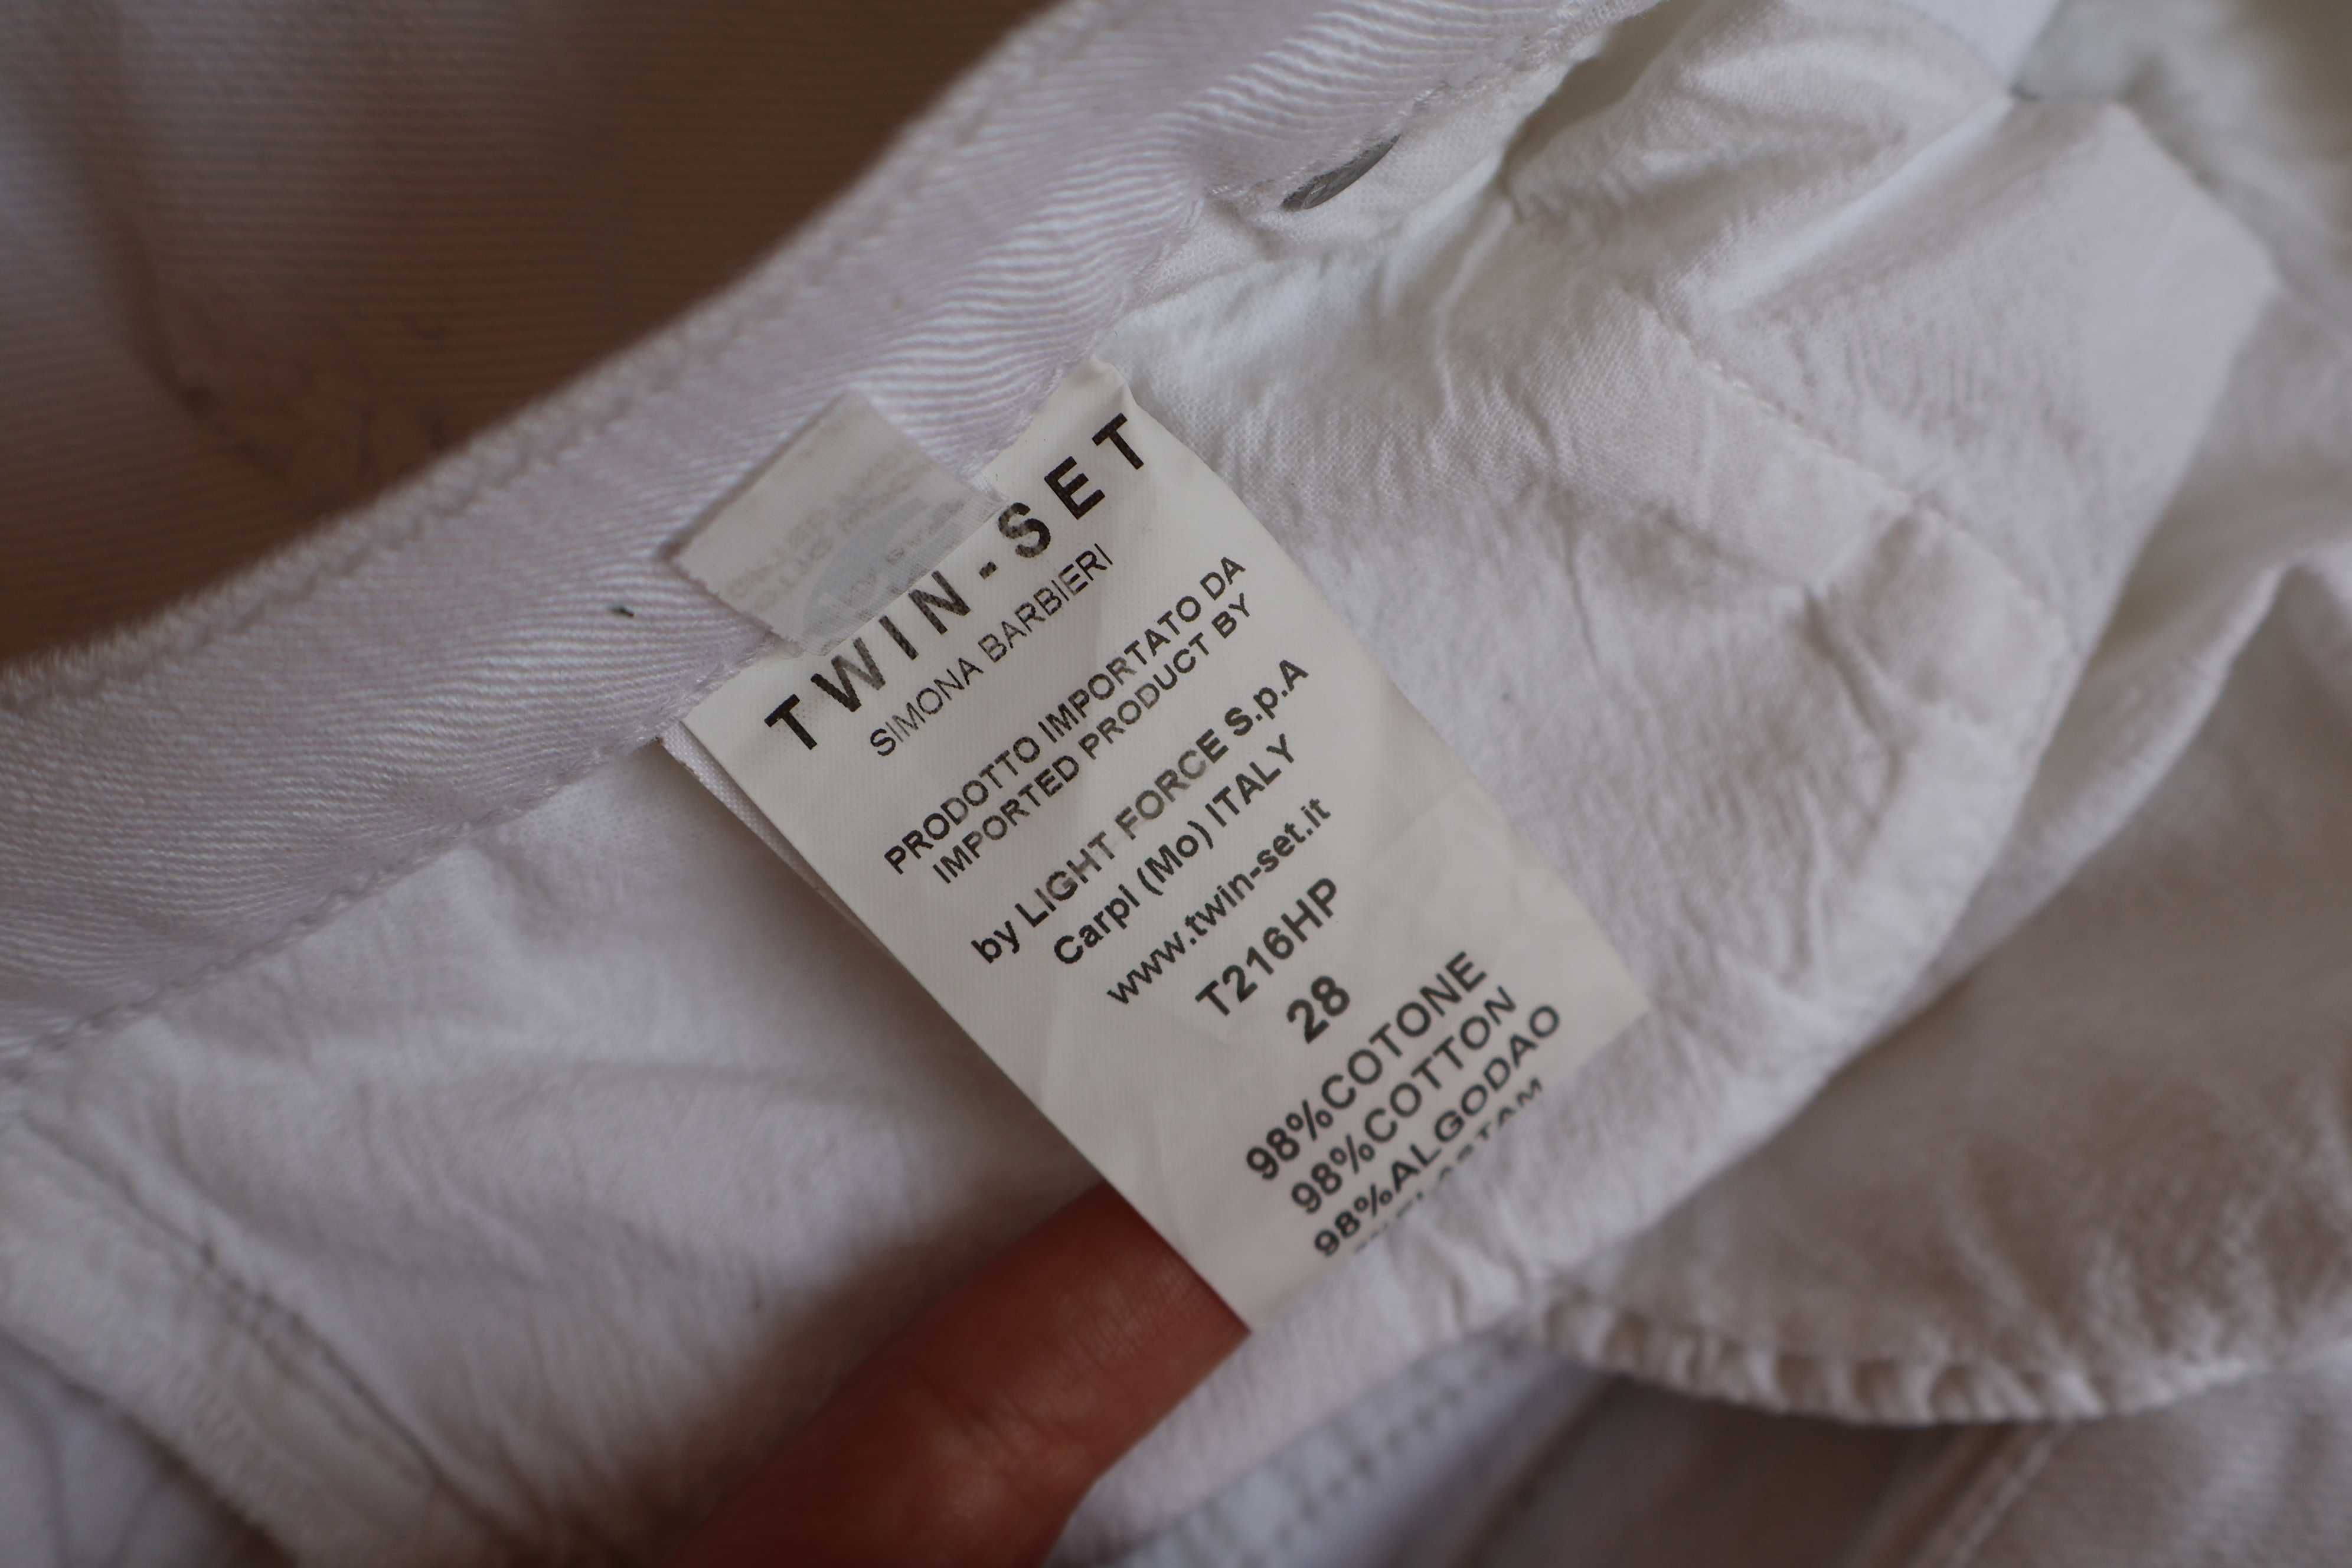 TWIN-SET
SIMONA BARBIERI
PRODOTTO IMPORTATO DA
IMPORTED PRODUCT BY
by LIGHT FORCE S.p.A
Carpi (Mo) ITALY
www.twin-set.it
T216HP
28
98%COTONE
98%COTTON
98%ALGODAO